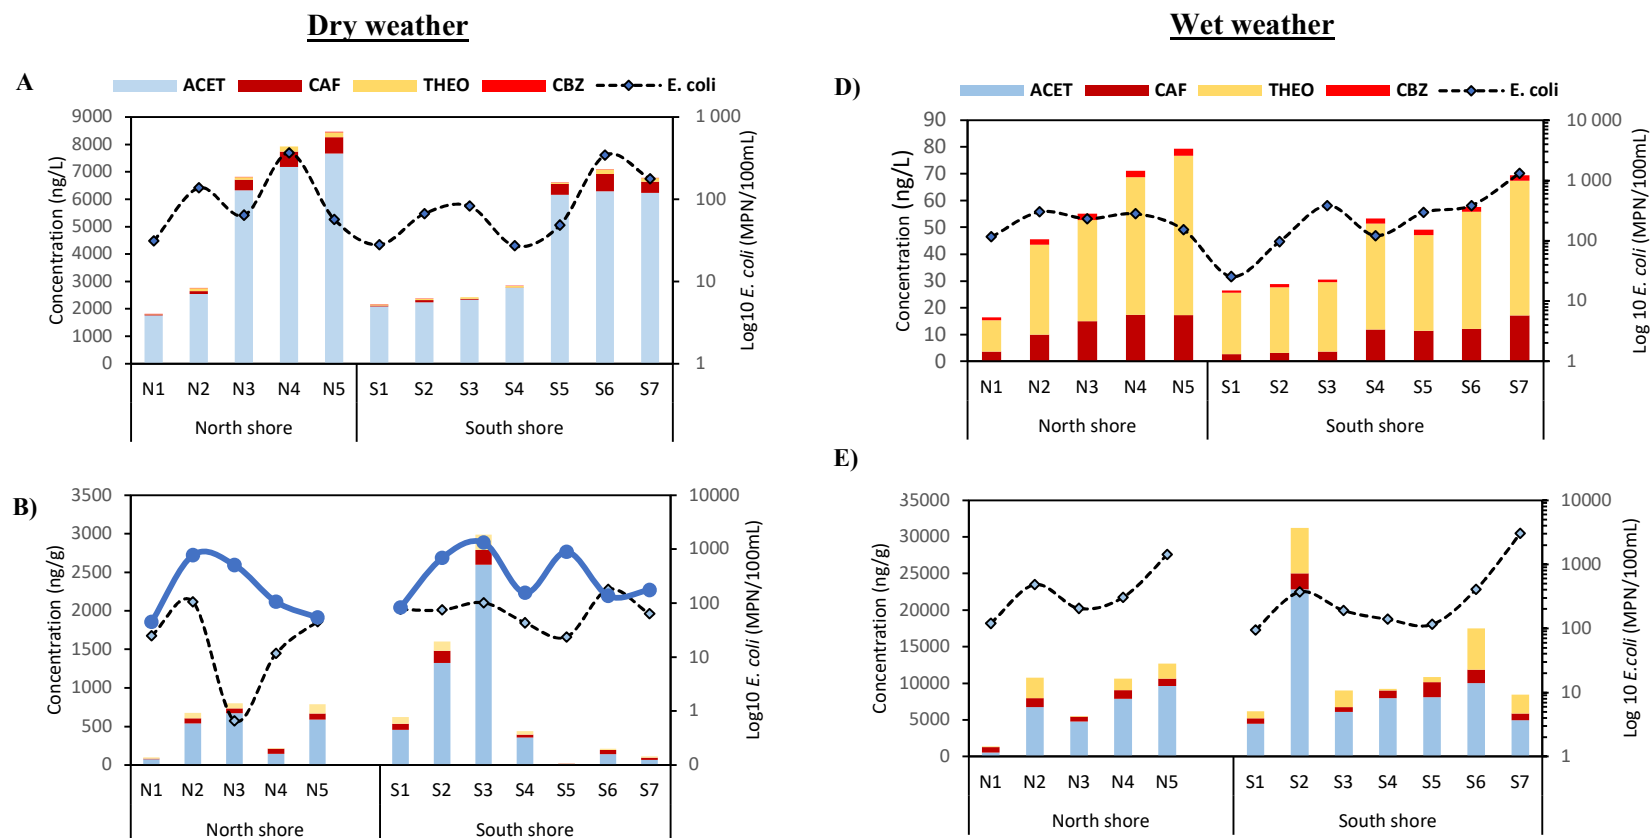 Dry weather
Wet weather
A
ACET CAF THEO CBZ E. coli
Concentration (ng/L)
9000
8000
7000
6000
5000
4000
3000
2000
1000
0
1 000
100
10
1
Log10 E. coli (MPN/100mL)
N1 N2 N3 N4 N5 S1 S2 S3 S4 S5 S6 S7
North shore South shore
D)
ACET CAF THEO CBZ E. coli
Concentration (ng/L)
90
80
70
60
50
40
30
20
10
0
10 000
1 000
100
10
1
Log 10 E. coli (MPN/100mL)
N1 N2 N3 N4 N5 S1 S2 S3 S4 S5 S6 S7
North shore South shore
B)
Concentration (ng/g)
3500
3000
2500
2000
1500
1000
500
0
10000
1000
100
10
1
0
Log10 E.coli (MPN/100mL)
N1 N2 N3 N4 N5 S1 S2 S3 S4 S5 S6 S7
North shore South shore
E)
Concentration (ng/g)
35000
30000
25000
20000
15000
10000
5000
0
10000
1000
100
10
1
Log 10 E.coli (MPN/100mL)
N1 N2 N3 N4 N5 S1 S2 S3 S4 S5 S6 S7
North shore South shore